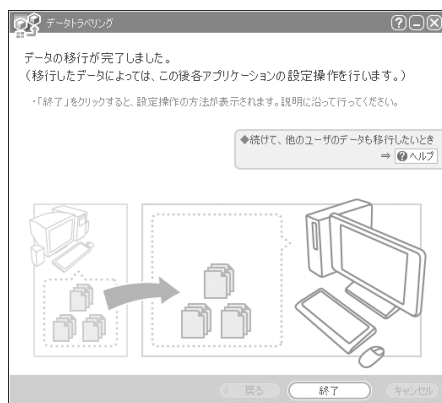 データトラベリング
データの移行が完了しました。
(移行したデータによっては、この後各アプリケーションの設定操作を行います。)
・「終了」をクリックすると、設定操作の方法が表示されます。説明に沿って行ってください。
◆続けて、他のユーザのデータも移行したいとき
⇒ ?ヘルプ
戻る 終了 キャンセル